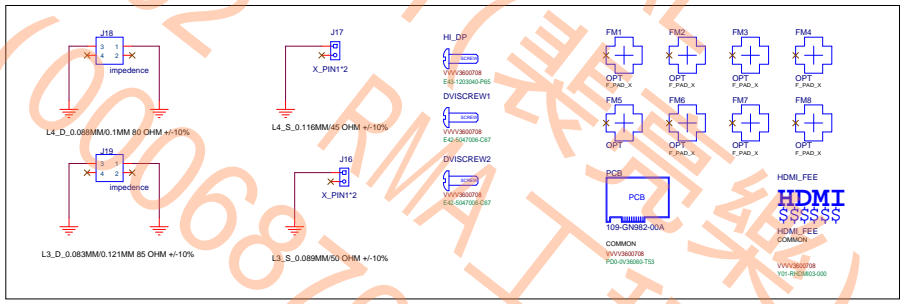 J18
3 1
4 2
impedence
L4_D_0.088MM/0.1MM 80 OHM +/-10%
J19
3 1
4 2
impedence
L3_D_0.083MM/0.121MM 85 OHM +/-10%
J17
X_PIN1*2
L4_S_0.116MM/45 OHM +/-10%
J16
X_PIN1*2
L3_S_0.089MM/50 OHM +/-10%
HI_DP
SCREW
VVVV3600708
E43-1203040-P65
DVISCREW1
SCREW
VVVV3600708
E42-5047006-C67
DVISCREW2
SCREW
VVVV3600708
E42-5047006-C67
FM1 FM2 FM3 FM4
OPT OPT OPT OPT
F_PAD_X F_PAD_X F_PAD_X F_PAD_X
FM5 FM6 FM7 FM8
OPT OPT OPT OPT
F_PAD_X F_PAD_X F_PAD_X
PCB
PCB
109-GN982-00A
COMMON
VVVV3600708
PD0-0V36060-T53
HDMI_FEE
HDMI
$$$$$$
HDMI_FEE
COMMON
VVVV3600708
Y01-RHDMI03-000
RMA